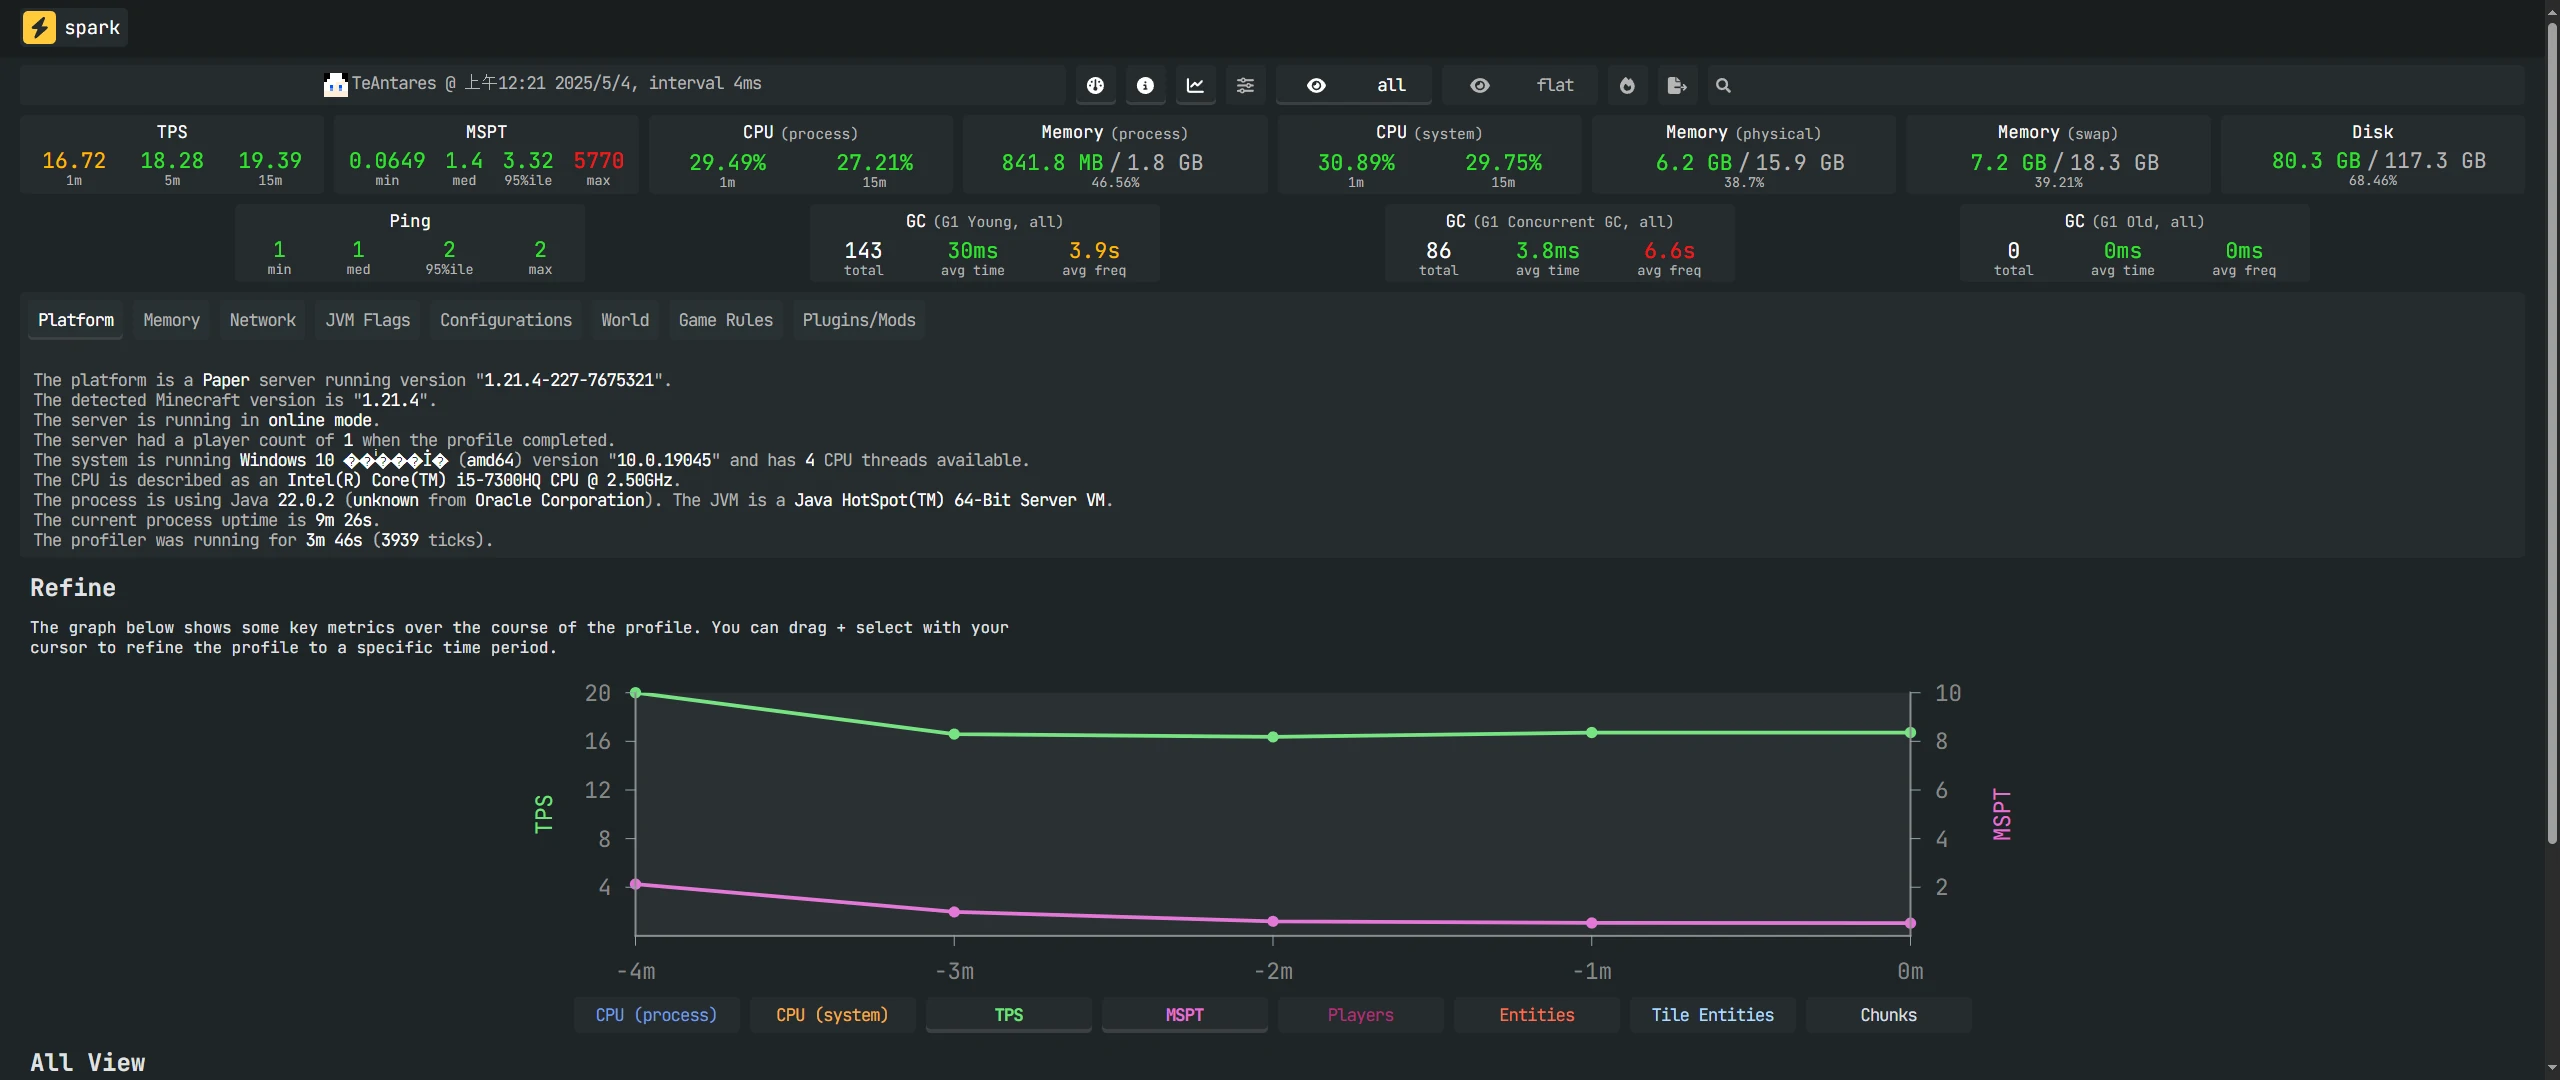 spark
TeAntares @ 上午12:21 2025/5/4, interval 4ms
all
flat
TPS
16.72 18.28 19.39
1m 5m 15m
MSPT
0.0649 1.4 3.32 5770
min med 95%ile max
CPU (process)
29.49% 27.21%
1m 15m
Memory (process)
841.8 MB/1.8 GB
46.56%
CPU (system)
30.89% 29.75%
1m 15m
Memory (physical)
6.2 GB/15.9 GB
38.7%
Memory (swap)
7.2 GB/18.3 GB
39.21%
Disk
80.3 GB/117.3 GB
68.46%
Ping
1 1 2 2
min med 95%ile max
GC (G1 Young, all)
143 30ms 3.9s
total avg time avg freq
GC (G1 Concurrent GC, all)
86 3.8ms 6.6s
total avg time avg freq
GC (G1 Old, all)
0 0ms 0ms
total avg time avg freq
Platform Memory Network JVM Flags Configurations World Game Rules Plugins/Mods
The platform is a Paper server running version "1.21.4-227-7675321".
The detected Minecraft version is "1.21.4".
The server is running in online mode.
The server had a player count of 1 when the profile completed.
The system is running Windows 10 (amd64) version "10.0.19045" and has 4 CPU threads available.
The CPU is described as an Intel(R) Core(TM) i5-7300HQ CPU @ 2.50GHz.
The process is using Java 22.0.2 (unknown from Oracle Corporation). The JVM is a Java HotSpot(TM) 64-Bit Server VM.
The current process uptime is 9m 26s.
The profiler was running for 3m 46s (3939 ticks).
Refine
The graph below shows some key metrics over the course of the profile. You can drag + select with your
cursor to refine the profile to a specific time period.
TPS
20
16
12
8
4
10
8
6
4
2
MSPT
-4m -3m -2m -1m 0m
CPU (process) CPU (system) TPS MSPT Players Entities Tile Entities Chunks
All View